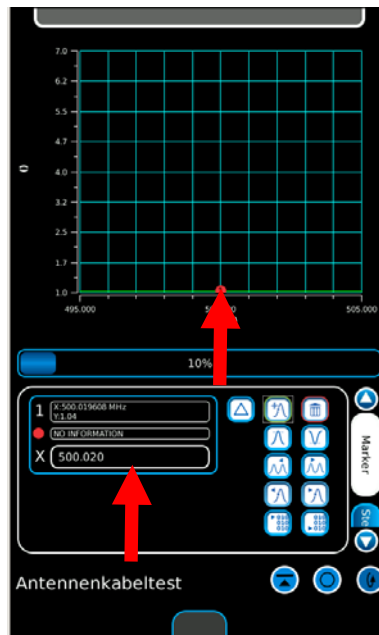 7.0
6.2
5.5
4.7
4.0
3.2
2.5
1.7
1.0
495.000
505.000
10%
1
X:500.019608 MHz
Y:1.04
NO INFORMATION
X
500.020
Marker
Antennenkabeltest